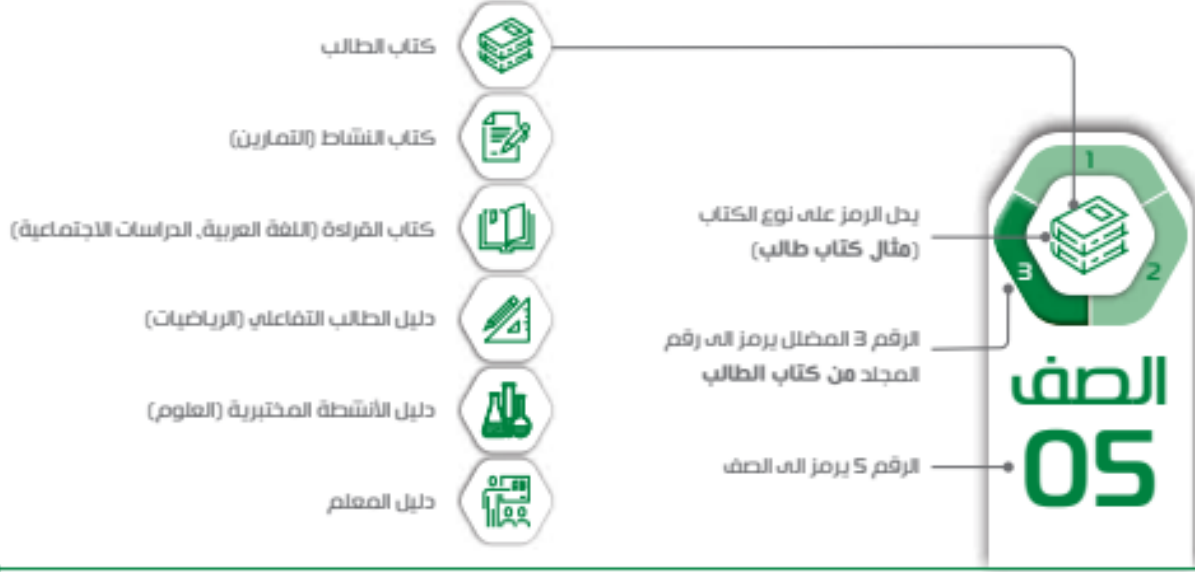 1
2
3
الصف
05
يدل الرمز على نوع الكتاب
(مثال كتاب طالب)
الرقم 3 المضلل يرمز الى رقم
المجلد من كتاب الطالب
الرقم 5 يرمز الى الصف
كتاب الطالب
كتاب النشاط (التمارين)
كتاب القراءة (اللغة العربية، الدراسات الاجتماعية)
دليل الطالب التفاعلي (الرياضيات)
دليل الأنشطة المختبرية (العلوم)
دليل المعلم